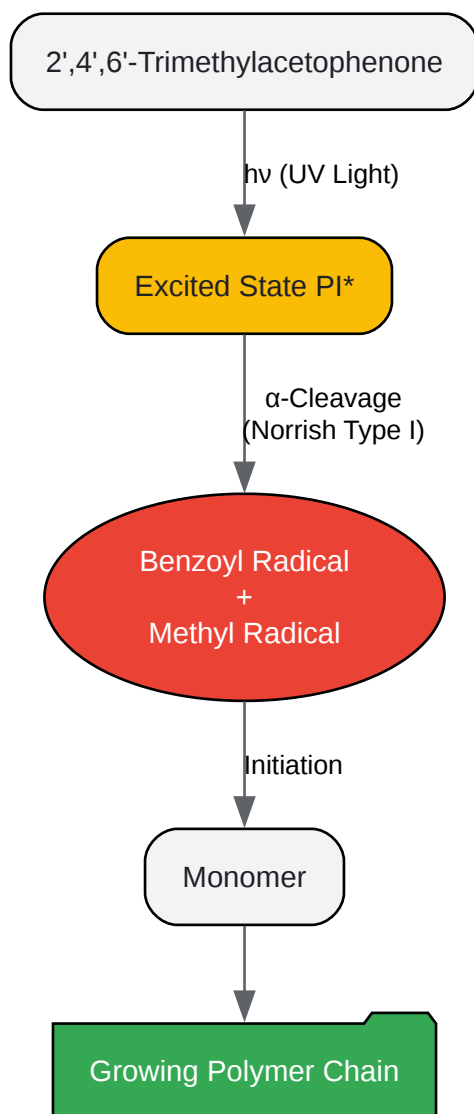 2',4',6'-Trimethylacetophenone
hν (UV Light)
Excited State PI*
α-Cleavage
(Norrish Type I)
Benzoyl Radical
+
Methyl Radical
Initiation
Monomer
Growing Polymer Chain